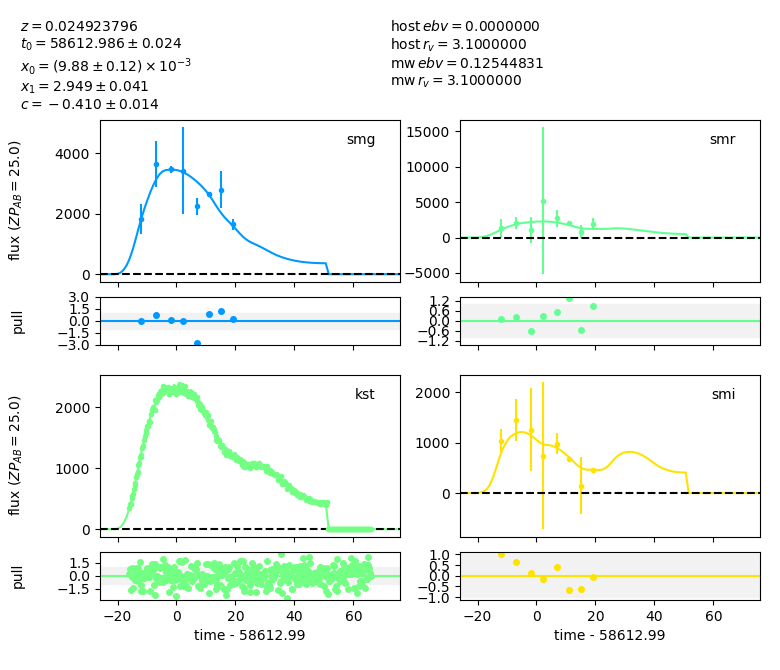 z = 0.024923796
t₀ = 58612.986 ± 0.024
x₀ = (9.88 ± 0.12) × 10⁻³
x₁ = 2.949 ± 0.041
c = −0.410 ± 0.014
host ebv = 0.0000000
host r_v = 3.1000000
mw ebv = 0.12544831
mw r_v = 3.1000000
flux (ZP_AB = 25.0)
4000
2000
0
smg
15000
10000
5000
0
−5000
smr
pull
3.0
1.5
0.0
−1.5
−3.0
1.2
0.6
0.0
−0.6
−1.2
flux (ZP_AB = 25.0)
2000
1000
0
kst
2000
1000
0
smi
pull
1.5
0.0
−1.5
−20 0 20 40 60
time - 58612.99
1.0
0.5
0.0
−0.5
−1.0
−20 0 20 40 60
time - 58612.99